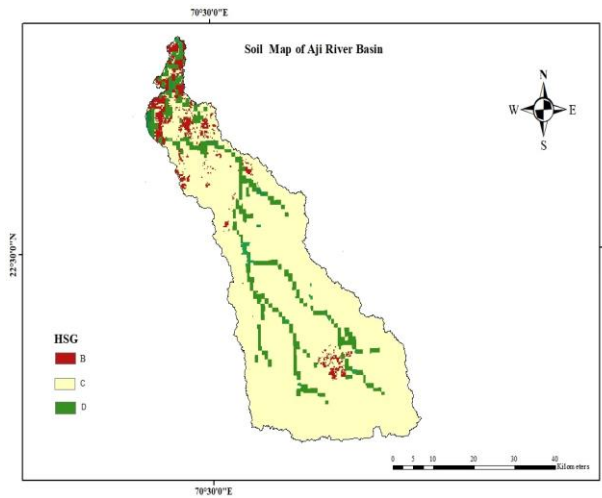 70°30'0"E
Soil Map of Aji River Basin
N
W E
S
22°30'0"N
HSG
B
C
D
0 5 10 20 30 40
Kilometers
70°30'0"E